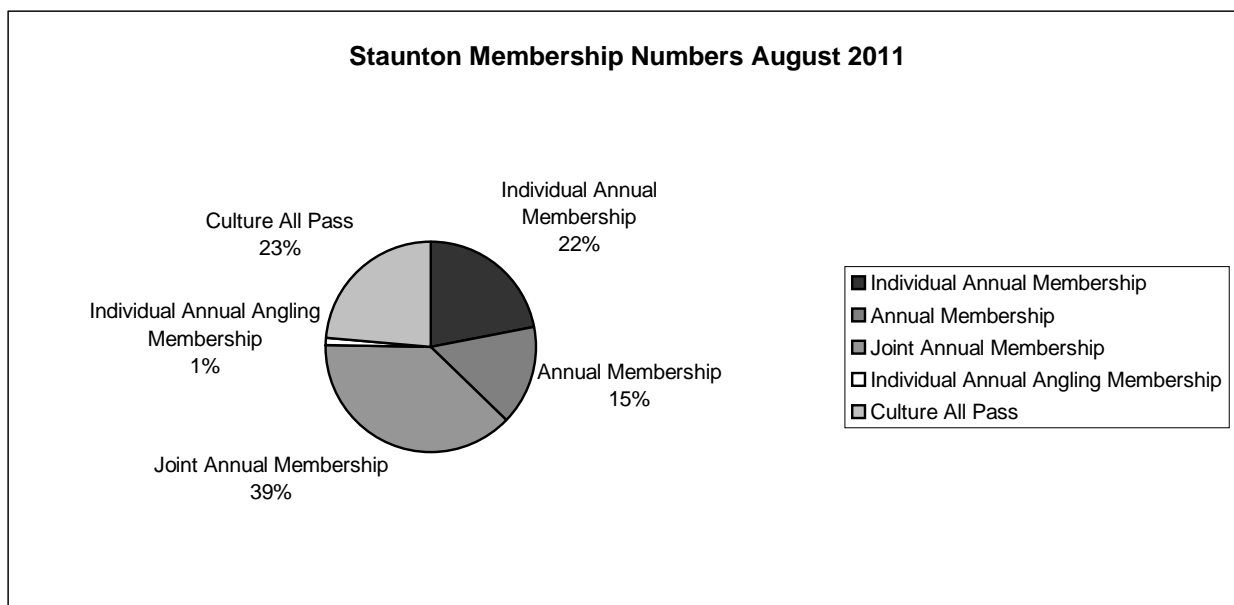 Staunton Membership Numbers August 2011
Individual Annual
Membership
22%
Culture All Pass
23%
Individual Annual Angling
Membership
1%
Annual Membership
15%
Joint Annual Membership
39%
Individual Annual Membership
Annual Membership
Joint Annual Membership
Individual Annual Angling Membership
Culture All Pass